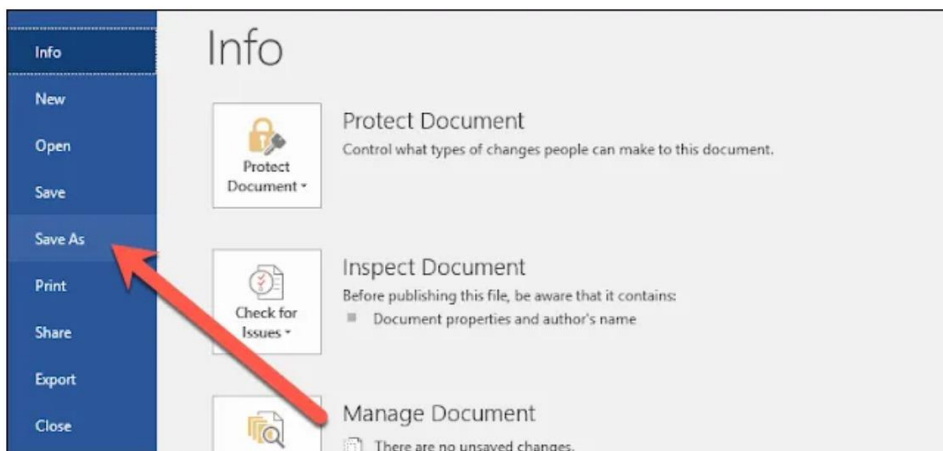 Info
New
Open
Save
Save As
Print
Share
Export
Close
Info
Protect
Document
Protect Document
Control what types of changes people can make to this document.
Check for
Issues
Inspect Document
Before publishing this file, be aware that it contains:
Document properties and author's name
Manage Document
There are no unsaved changes.